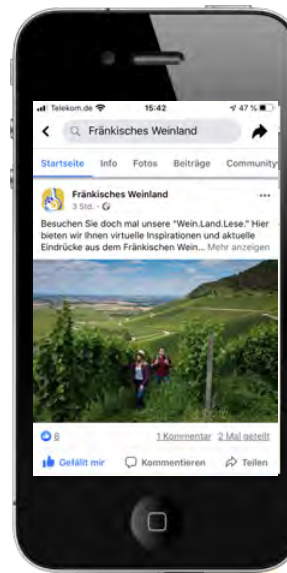 Telekom.de 15:42 47 %
Fränkisches Weinland
Startseite Info Fotos Beiträge Community
Fränkisches Weinland
3 Std.
Besuchen Sie doch mal unsere "Wein.Land.Lese." Hier
bieten wir Ihnen virtuelle Inspirationen und aktuelle
Eindrücke aus dem Fränkischen Wein... Mehr anzeigen
8 1 Kommentar 2 Mal geteilt
Gefällt mir Kommentieren Teilen